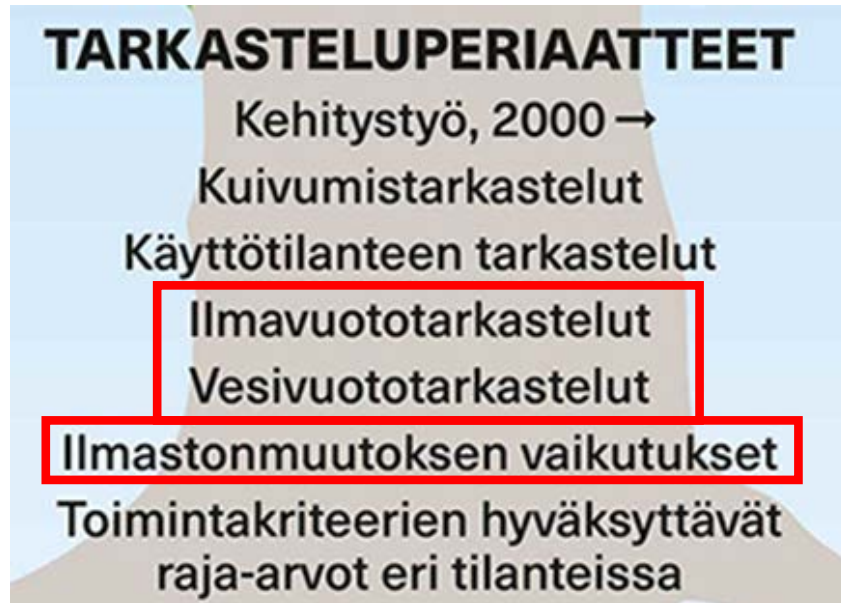 TARKASTELUPERIAATTEET
Kehitystyö, 2000→
Kuivumistarkastelut
Käyttötilanteen tarkastelut
Ilmavuototarkastelut
Vesivuototarkastelut
Ilmastonmuutoksen vaikutukset
Toimintakriteerien hyväksyttävät
raja-arvot eri tilanteissa